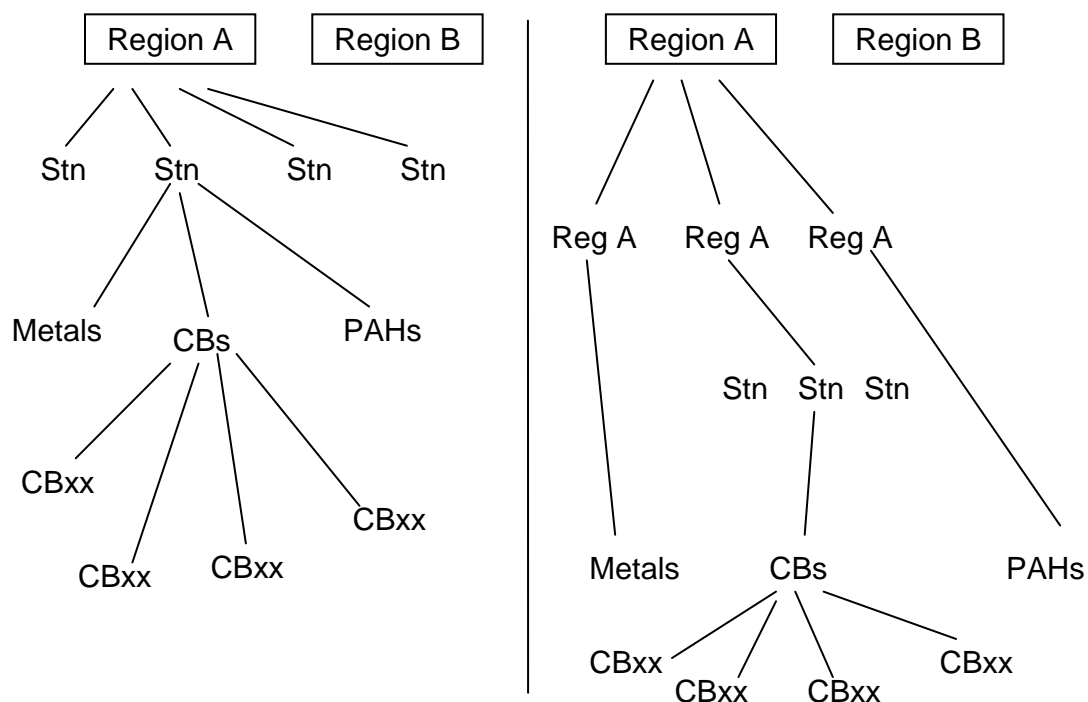 Region A
Region B
Stn
Stn
Stn
Stn
Metals
CBs
PAHs
CBxx
CBxx
CBxx
CBxx
Region A
Region B
Reg A
Reg A
Reg A
Stn
Stn
Stn
Metals
CBs
PAHs
CBxx
CBxx
CBxx
CBxx